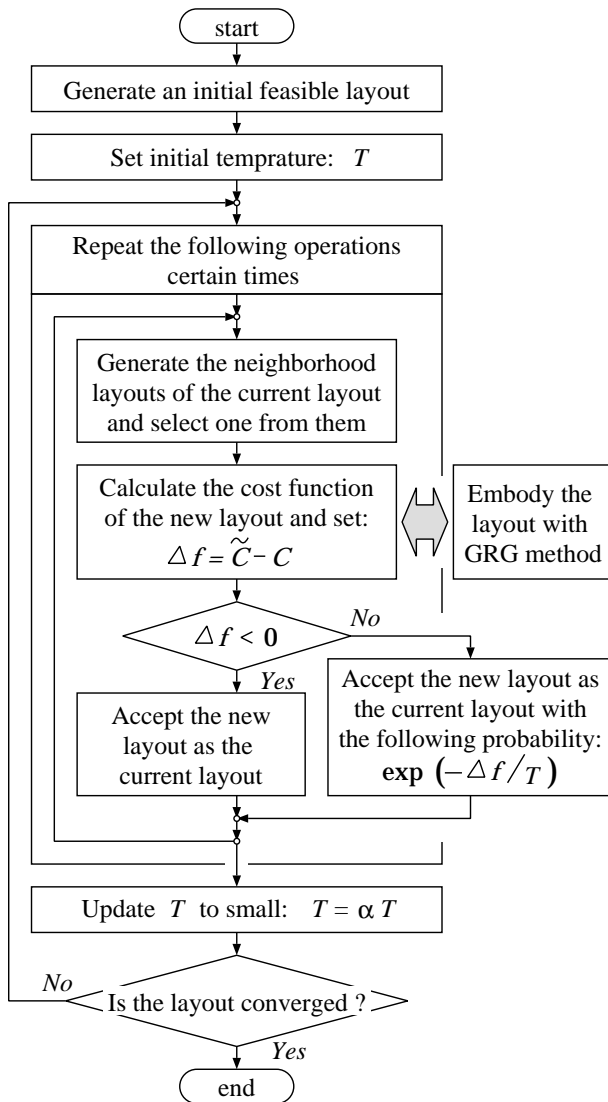 start
Generate an initial feasible layout
Set initial temprature: T
Repeat the following operations
certain times
Generate the neighborhood
layouts of the current layout
and select one from them
Calculate the cost function
of the new layout and set:
△f = C̃ − C
Embody the
layout with
GRG method
△f < 0
No
Yes
Accept the new
layout as the
current layout
Accept the new layout as
the current layout with
the following probability:
exp (−△f/T)
Update T to small: T = α T
No
Is the layout converged ?
Yes
end